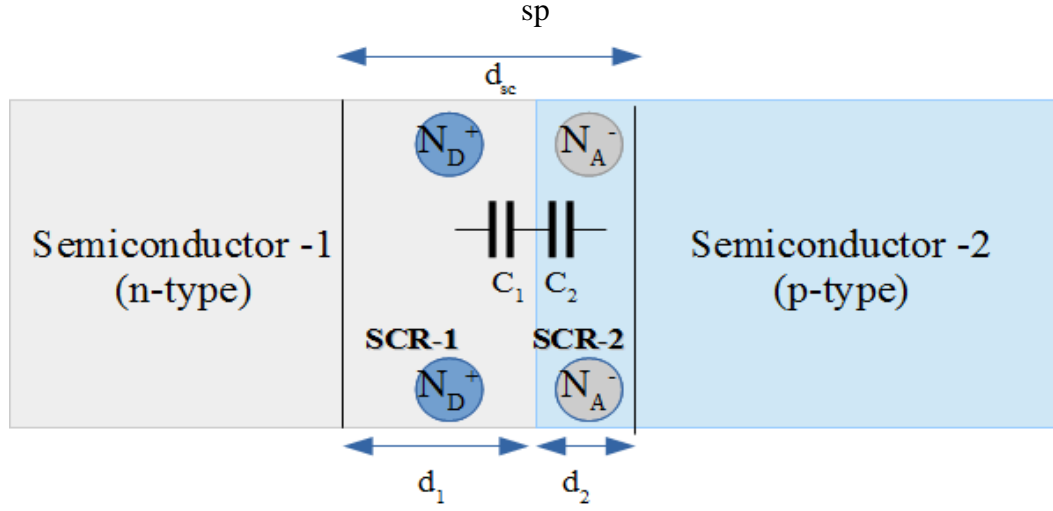 sp
d_sc
N_D^+ N_A^-
Semiconductor -1
(n-type)
Semiconductor -2
(p-type)
C_1 C_2
SCR-1 SCR-2
N_D^+ N_A^-
d_1 d_2